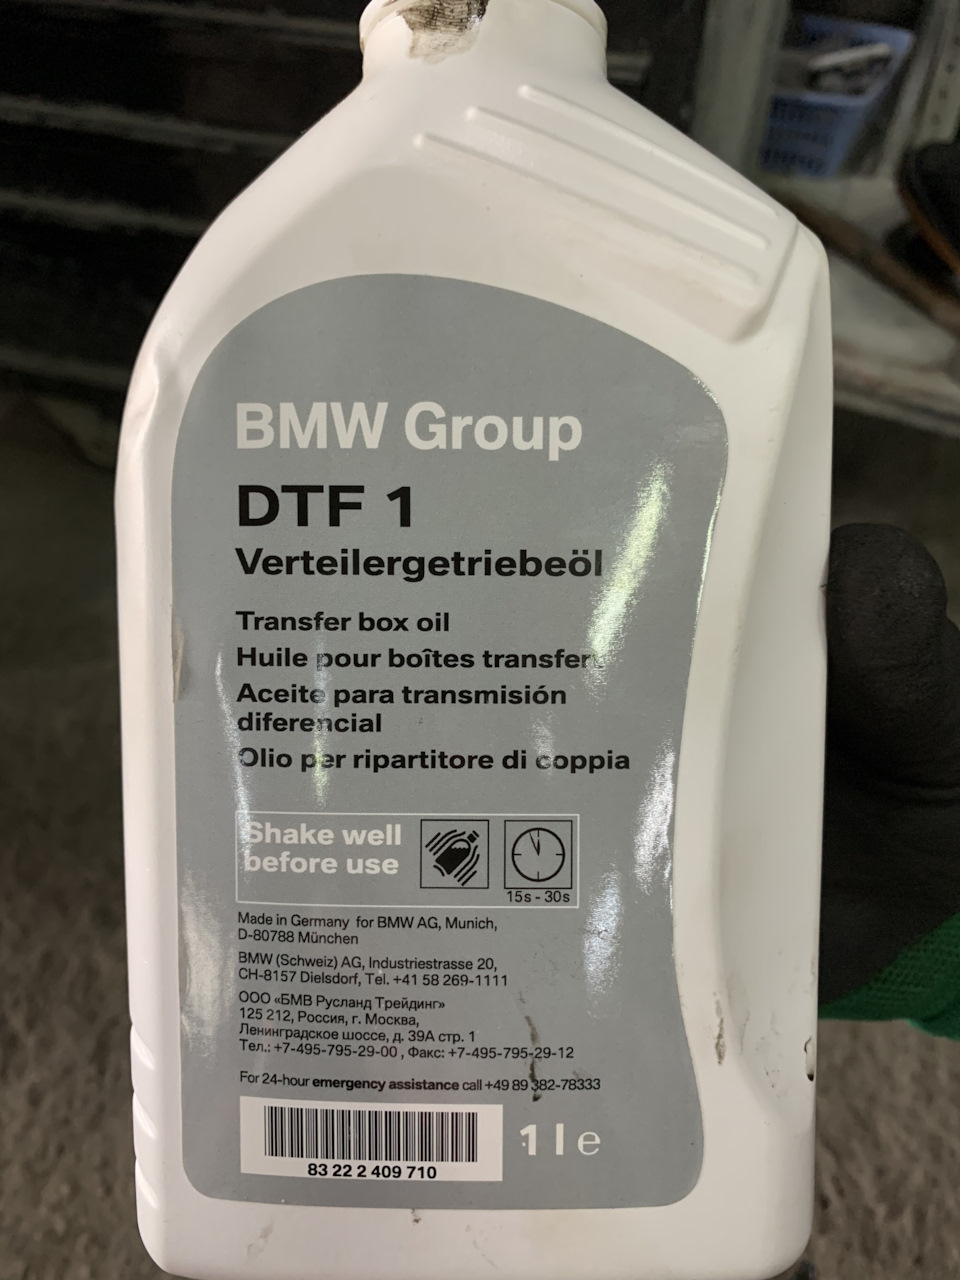 BMW Group
DTF 1
Verteilergetriebeöl
Transfer box oil
Huile pour boîtes transfert
Aceite para transmisión
diferencial
Olio per ripartitore di coppia
Shake well
before use
15s - 30s
Made in Germany for BMW AG, Munich,
D-80788 München
BMW (Schweiz) AG, Industriestrasse 20,
CH-8157 Dielsdorf, Tel. +41 58 269-1111
ООО «БМВ Русланд Трейдинг»
125 212, Россия, г. Москва,
Ленинградское шоссе, д. 39А стр. 1
Тел.: +7-495-795-29-00 , Факс: +7-495-795-29-12
For 24-hour emergency assistance call +49 89 382-78333
83 22 2 409 710
1 l e